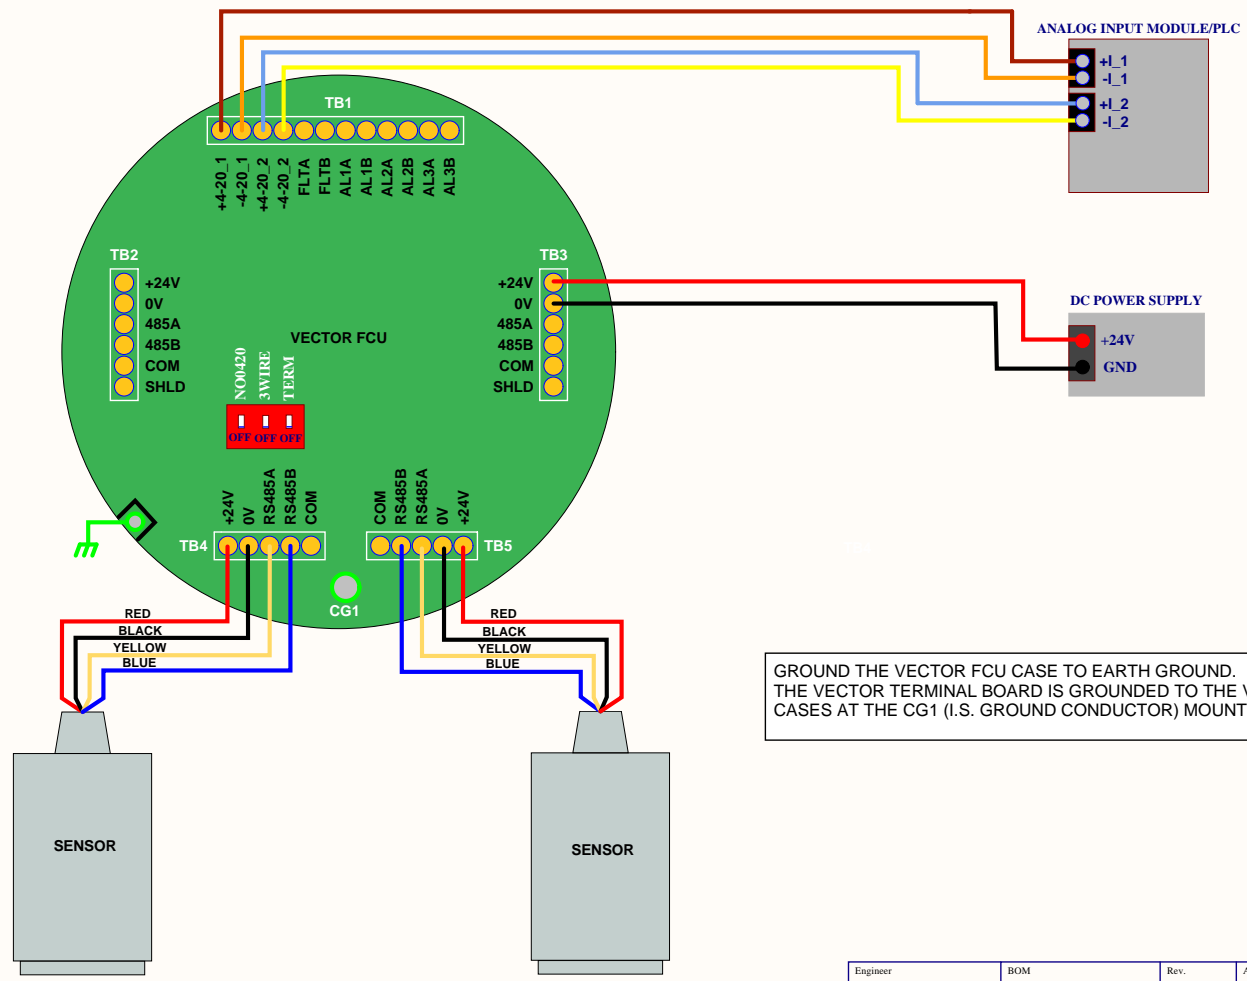 ANALOG INPUT MODULE/PLC
+I_1
-I_1
+I_2
-I_2
TB1
+4-20_1
-4-20_1
+4-20_2
-4-20_2
FLTA
FLTB
AL1A
AL1B
AL2A
AL2B
AL3A
AL3B
TB2
+24V
0V
485A
485B
COM
SHLD
VECTOR FCU
TB3
+24V
0V
485A
485B
COM
SHLD
DC POWER SUPPLY
+24V
GND
NO0420
3WIRE
TERM
OFF OFF OFF
+24V
0V
RS485A
RS485B
COM
TB4
COM
RS485B
RS485A
0V
+24V
TB5
CG1
RED
BLACK
YELLOW
BLUE
RED
BLACK
YELLOW
BLUE
SENSOR
SENSOR
GROUND THE VECTOR FCU CASE TO EARTH GROUND.
THE VECTOR TERMINAL BOARD IS GROUNDED TO THE
CASES AT THE CG1 (I.S. GROUND CONDUCTOR) MOUNT
Engineer
BOM
Rev.